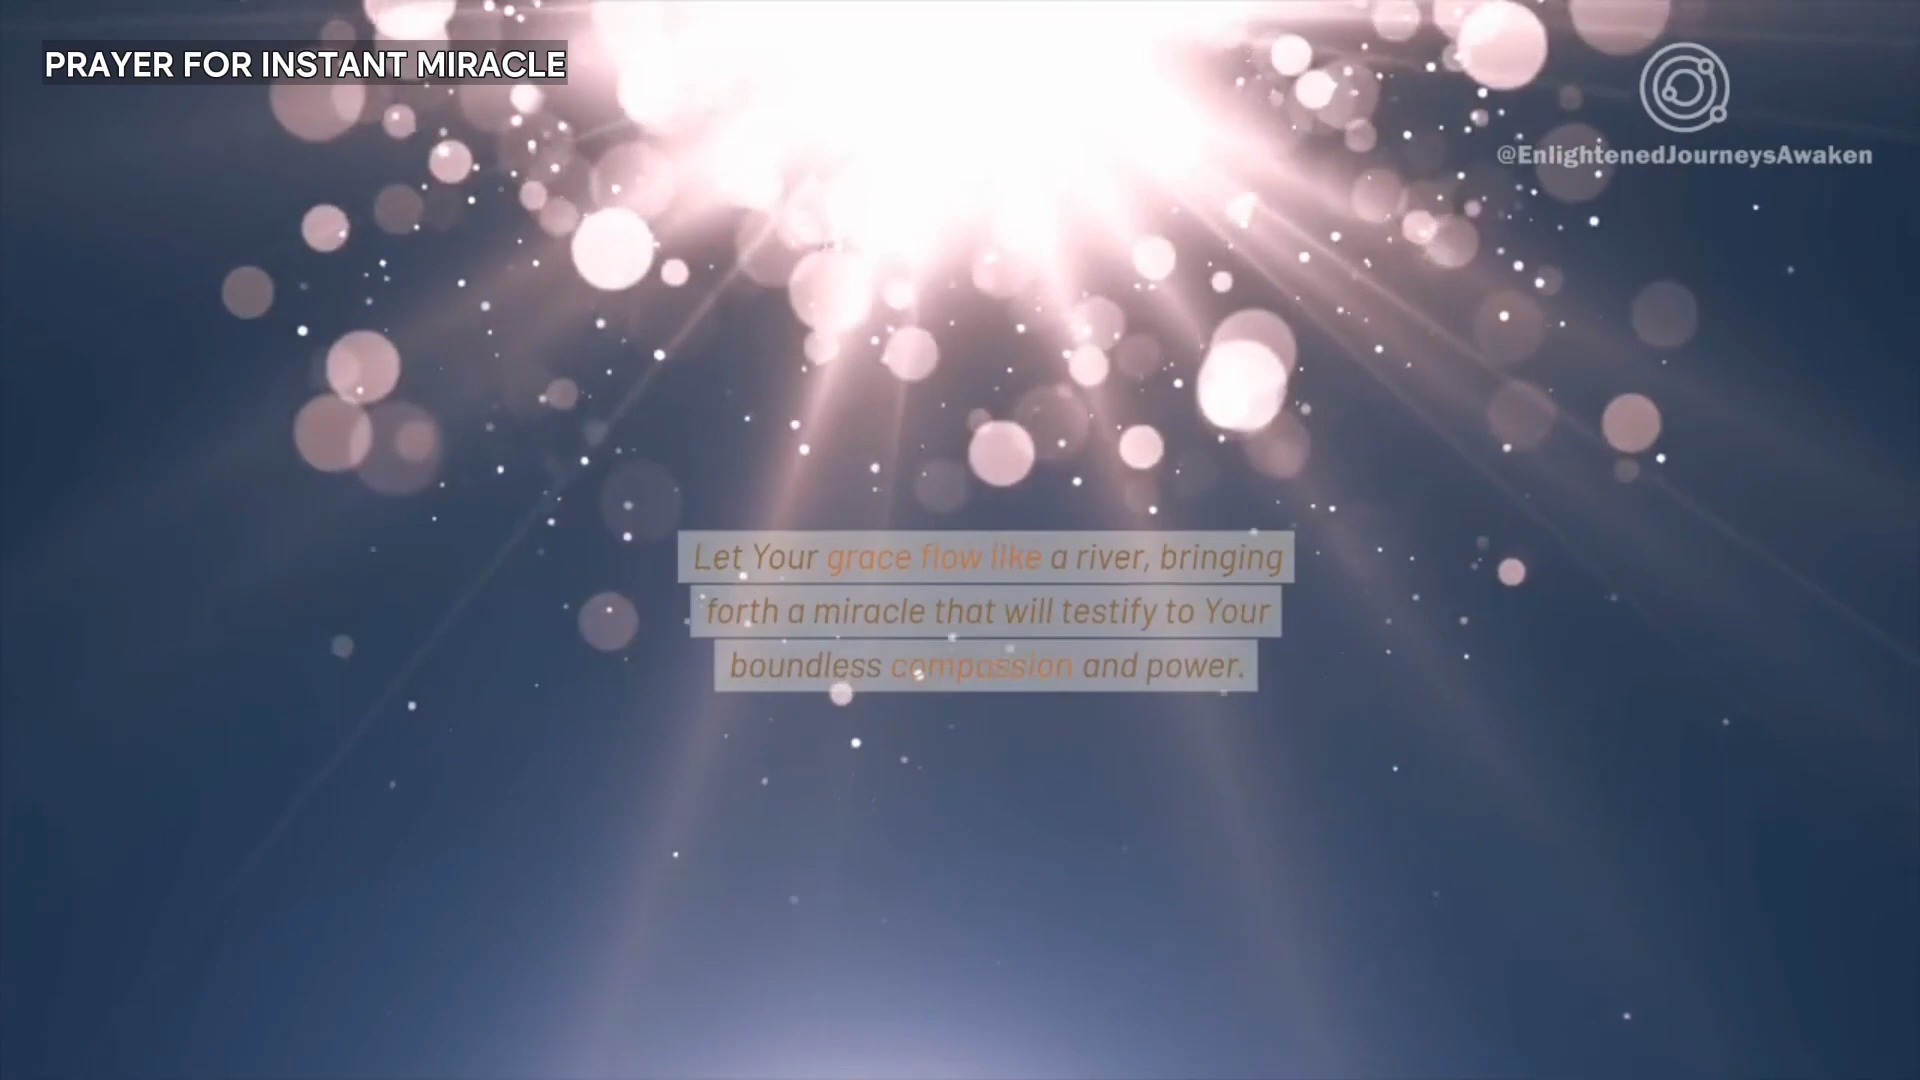 PRAYER FOR INSTANT MIRACLE
@EnlightenedJourneysAwaken
Let Your grace flow like a river, bringing
forth a miracle that will testify to Your
boundless compassion and power.